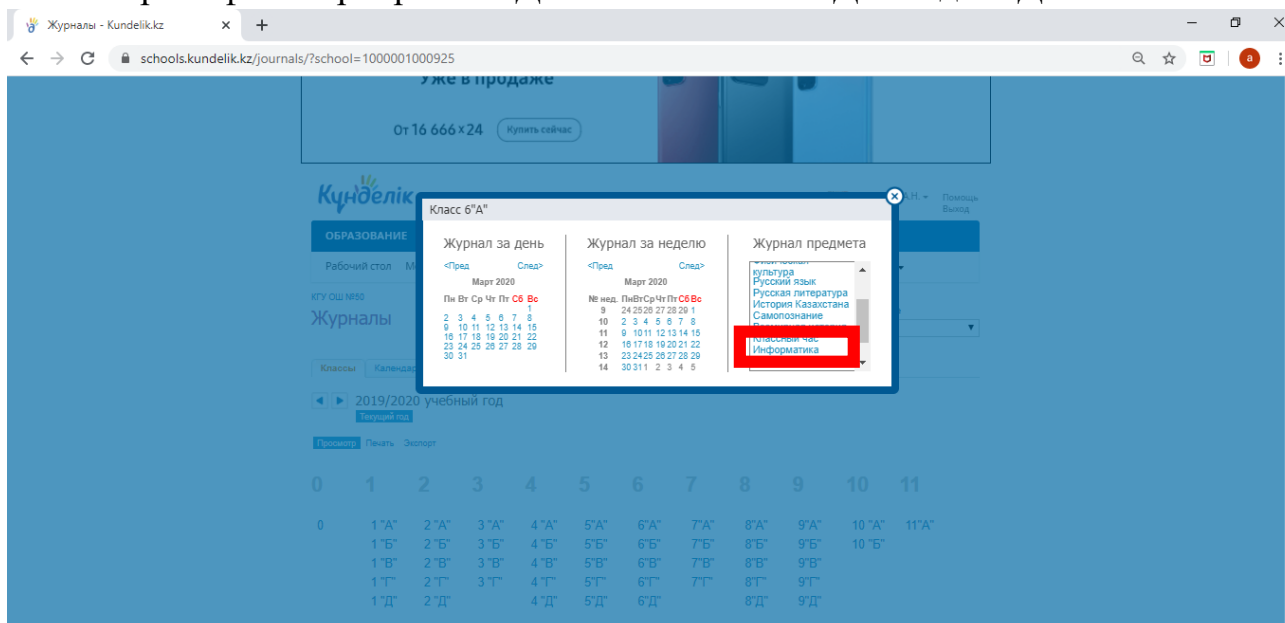 Журналы - Kundelik.kz
schools.kundelik.kz/journals/?school=1000001000925
a
Уже в продаже
От 16 666 x 24 Купить сейчас
Күнделік
А.Н. Помощь
Выход
Класс 6"А"
ОБРАЗОВАНИЕ
Рабочий стол
КГУ ОШ №50
Журналы
Журнал за день
<Пред След>
Март 2020
Пн Вт Ср Чт Пт Сб Вс
1
2 3 4 5 6 7 8
9 10 11 12 13 14 15
16 17 18 19 20 21 22
23 24 25 26 27 28 29
30 31
Журнал за неделю
<Пред След>
Март 2020
№ нед. Пн Вт Ср Чт Пт Сб Вс
9 24 25 26 27 28 29 1
10 2 3 4 5 6 7 8
11 9 10 11 12 13 14 15
12 16 17 18 19 20 21 22
13 23 24 25 26 27 28 29
14 30 31 1 2 3 4 5
Журнал предмета
культура
Русский язык
Русская литература
История Казахстана
Самопознание
Классный час
Информатика
Классы
2019/2020 учебный год
Текущий год
Просмотр Печать Экспорт
0 1 2 3 4 5 6 7 8 9 10 11
0 1 "А" 2 "А" 3 "А" 4 "А" 5"А" 6"А" 7"А" 8"А" 9"А" 10 "А" 11"А"
1 "Б" 2 "Б" 3 "Б" 4 "Б" 5"Б" 6"Б" 7"Б" 8"Б" 9"Б" 10 "Б"
1 "В" 2 "В" 3 "В" 4 "В" 5"В" 6"В" 7"В" 8"В" 9"В"
1 "Г" 2 "Г" 3 "Г" 4 "Г" 5"Г" 6"Г" 7"Г" 8"Г" 9"Г"
1 "Д" 2 "Д" 4 "Д" 5"Д" 6"Д" 8"Д" 9"Д"